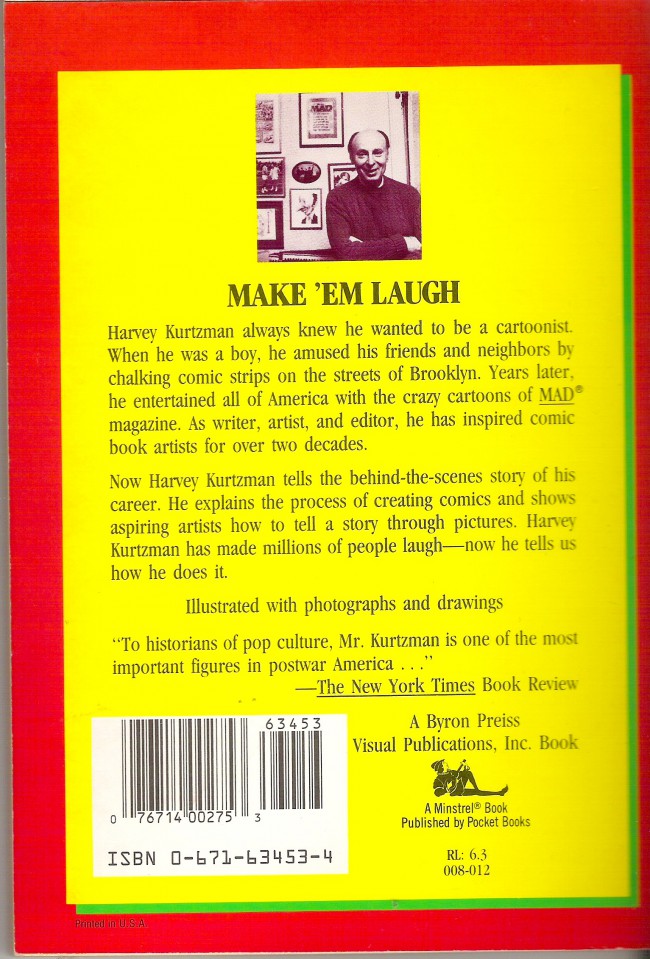 MAD
MAKE 'EM LAUGH
Harvey Kurtzman always knew he wanted to be a cartoonist.
When he was a boy, he amused his friends and neighbors by
chalking comic strips on the streets of Brooklyn. Years later,
he entertained all of America with the crazy cartoons of MAD®
magazine. As writer, artist, and editor, he has inspired comic
book artists for over two decades.
Now Harvey Kurtzman tells the behind-the-scenes story of his
career. He explains the process of creating comics and shows
aspiring artists how to tell a story through pictures. Harvey
Kurtzman has made millions of people laugh—now he tells us
how he does it.
Illustrated with photographs and drawings
"To historians of pop culture, Mr. Kurtzman is one of the most
important figures in postwar America . . ."
—The New York Times Book Review
63453
0 76714 00275 3
ISBN 0-671-63453-4
A Byron Preiss
Visual Publications, Inc. Book
A Minstrel® Book
Published by Pocket Books
RL: 6.3
008-012
Printed in U.S.A.